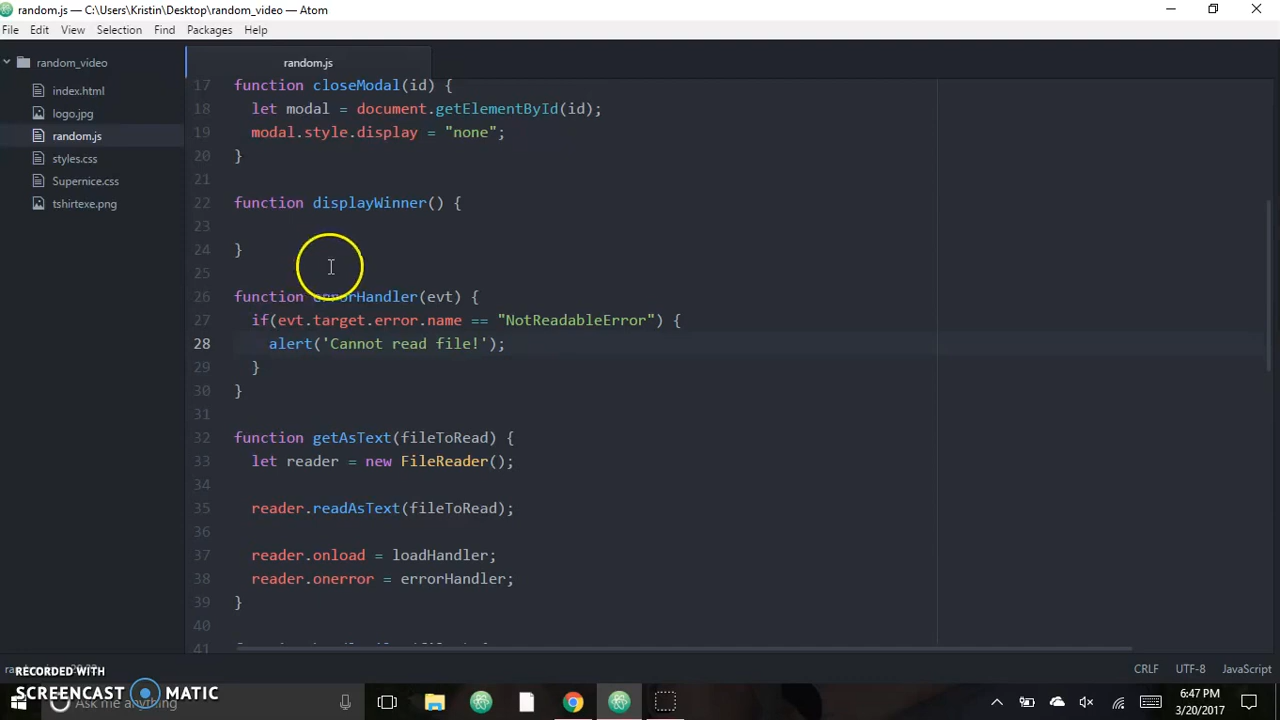 random.js — C:\Users\Kristin\Desktop\random_video — Atom
File Edit View Selection Find Packages Help
random_video
index.html
logo.jpg
random.js
styles.css
Supernice.css
tshirtexe.png
random.js
17 function closeModal(id) {
18 let modal = document.getElementById(id);
19 modal.style.display = "none";
20 }
21
22 function displayWinner() {
23
24 }
25
26 function errorHandler(evt) {
27 if(evt.target.error.name == "NotReadableError") {
28 alert('Cannot read file!');
29 }
30 }
31
32 function getAsText(fileToRead) {
33 let reader = new FileReader();
34
35 reader.readAsText(fileToRead);
36
37 reader.onload = loadHandler;
38 reader.onerror = errorHandler;
39 }
40
41
CRLF UTF-8 JavaScript
RECORDED WITH
SCREENCAST MATIC
Ask me anything
6:47 PM
3/20/2017